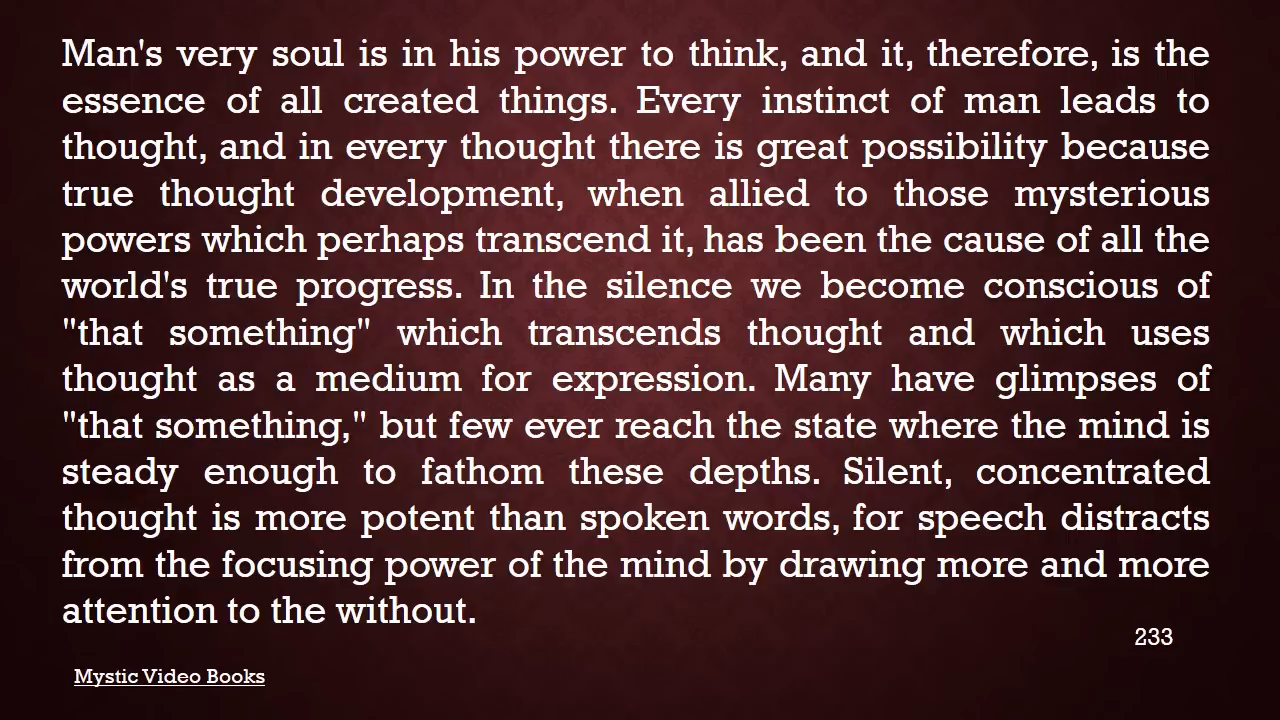 Man's very soul is in his power to think, and it, therefore, is the
essence of all created things. Every instinct of man leads to
thought, and in every thought there is great possibility because
true thought development, when allied to those mysterious
powers which perhaps transcend it, has been the cause of all the
world's true progress. In the silence we become conscious of
"that something" which transcends thought and which uses
thought as a medium for expression. Many have glimpses of
"that something," but few ever reach the state where the mind is
steady enough to fathom these depths. Silent, concentrated
thought is more potent than spoken words, for speech distracts
from the focusing power of the mind by drawing more and more
attention to the without.
233
Mystic Video Books